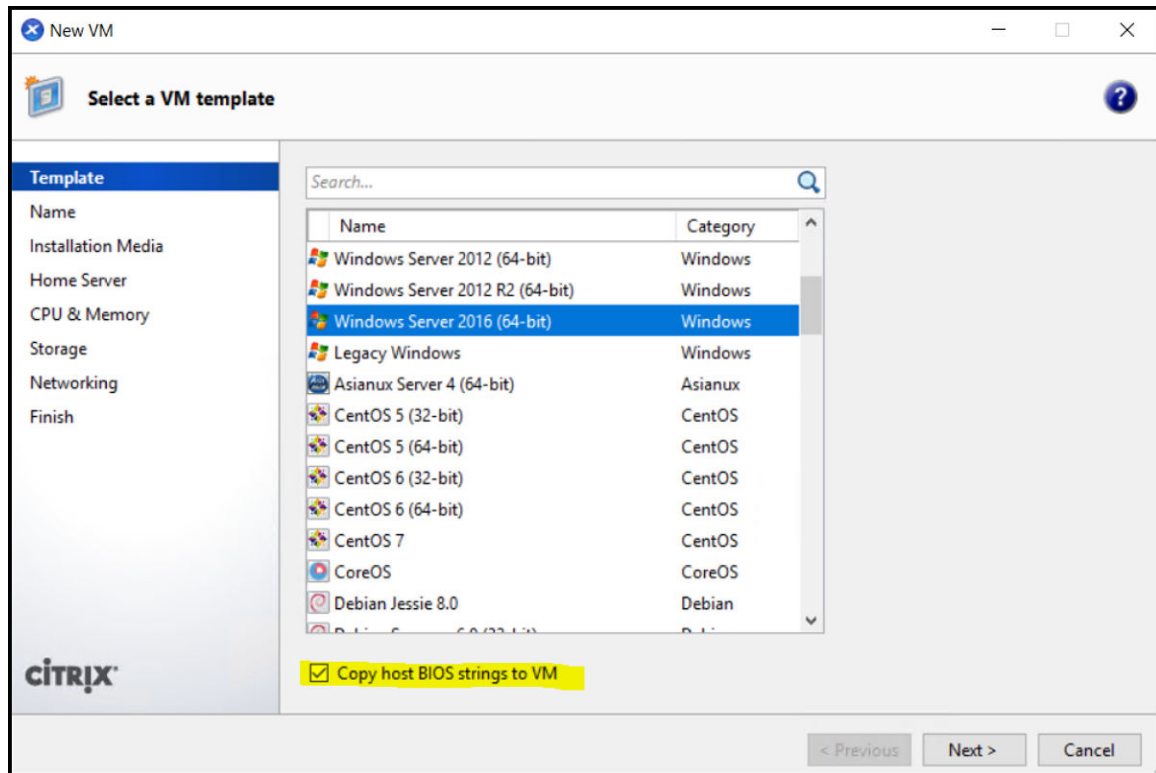 New VM
Select a VM template
Template
Name
Installation Media
Home Server
CPU & Memory
Storage
Networking
Finish
Search...
Name Category
Windows Server 2012 (64-bit) Windows
Windows Server 2012 R2 (64-bit) Windows
Windows Server 2016 (64-bit) Windows
Legacy Windows Windows
Asianux Server 4 (64-bit) Asianux
CentOS 5 (32-bit) CentOS
CentOS 5 (64-bit) CentOS
CentOS 6 (32-bit) CentOS
CentOS 6 (64-bit) CentOS
CentOS 7 CentOS
CoreOS CoreOS
Debian Jessie 8.0 Debian
Copy host BIOS strings to VM
CITRIX
< Previous Next > Cancel